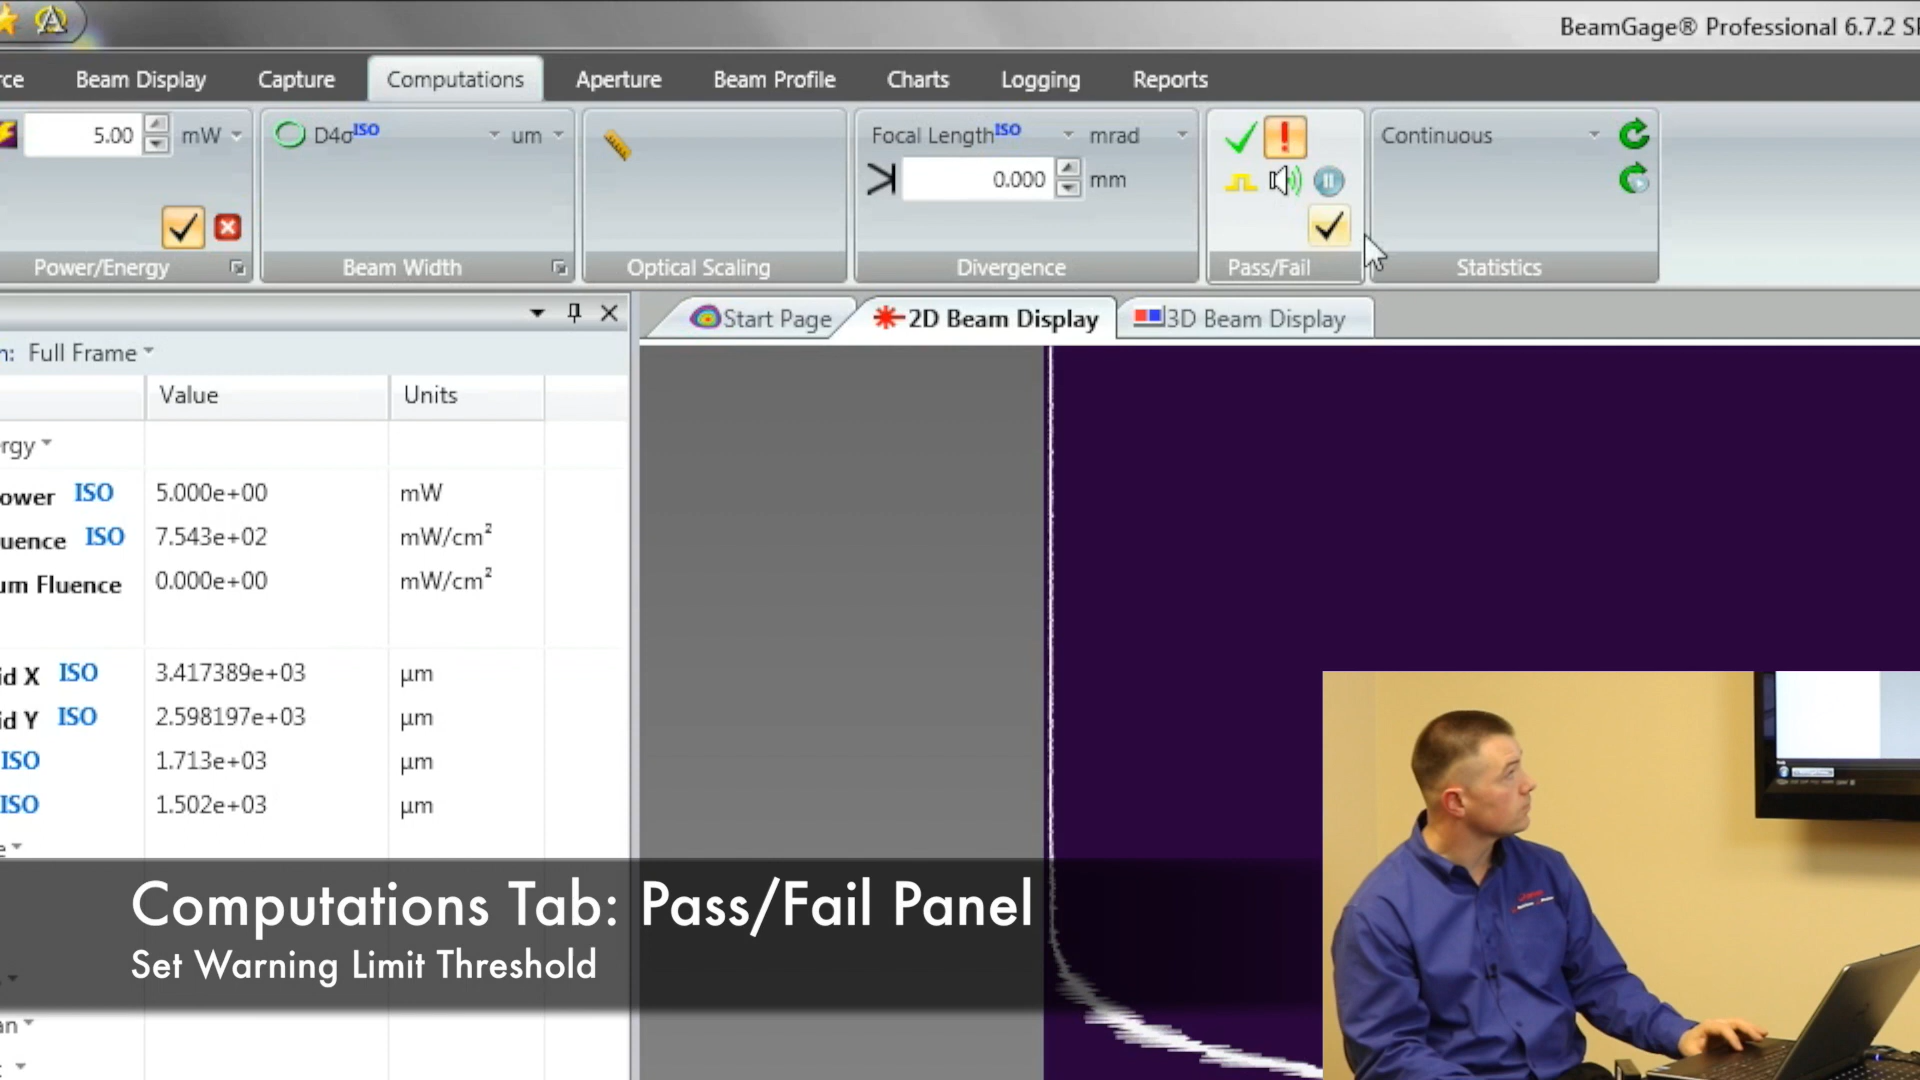 BeamGage® Professional 6.7.2 S
rce Beam Display Capture Computations Aperture Beam Profile Charts Logging Reports
5.00 mW D4σISO um Focal LengthISO mrad Continuous
0.000 mm
Power/Energy Beam Width Optical Scaling Divergence Pass/Fail Statistics
Start Page 2D Beam Display 3D Beam Display
n: Full Frame
Value Units
rgy
ower ISO 5.000e+00 mW
uence ISO 7.543e+02 mW/cm²
um Fluence 0.000e+00 mW/cm²
id X ISO 3.417389e+03 µm
id Y ISO 2.598197e+03 µm
ISO 1.713e+03 µm
ISO 1.502e+03 µm
e
Computations Tab: Pass/Fail Panel
Set Warning Limit Threshold
an